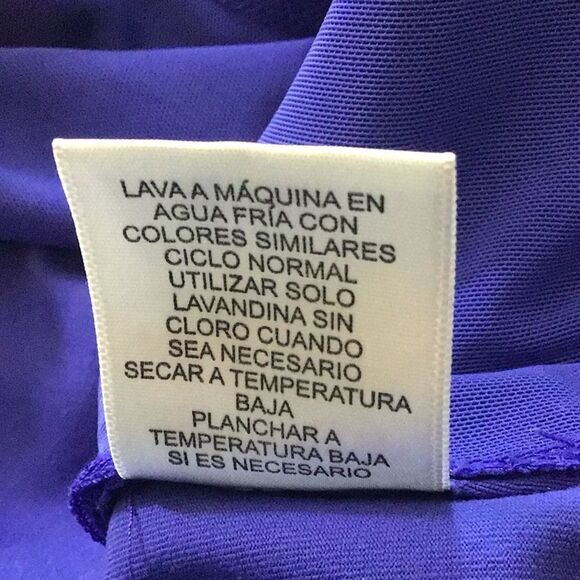 LAVA A MÁQUINA EN
AGUA FRÍA CON
COLORES SIMILARES
CICLO NORMAL
UTILIZAR SOLO
LAVANDINA SIN
CLORO CUANDO
SEA NECESARIO
SECAR A TEMPERATURA
BAJA
PLANCHAR A
TEMPERATURA BAJA
SI ES NECESARIO